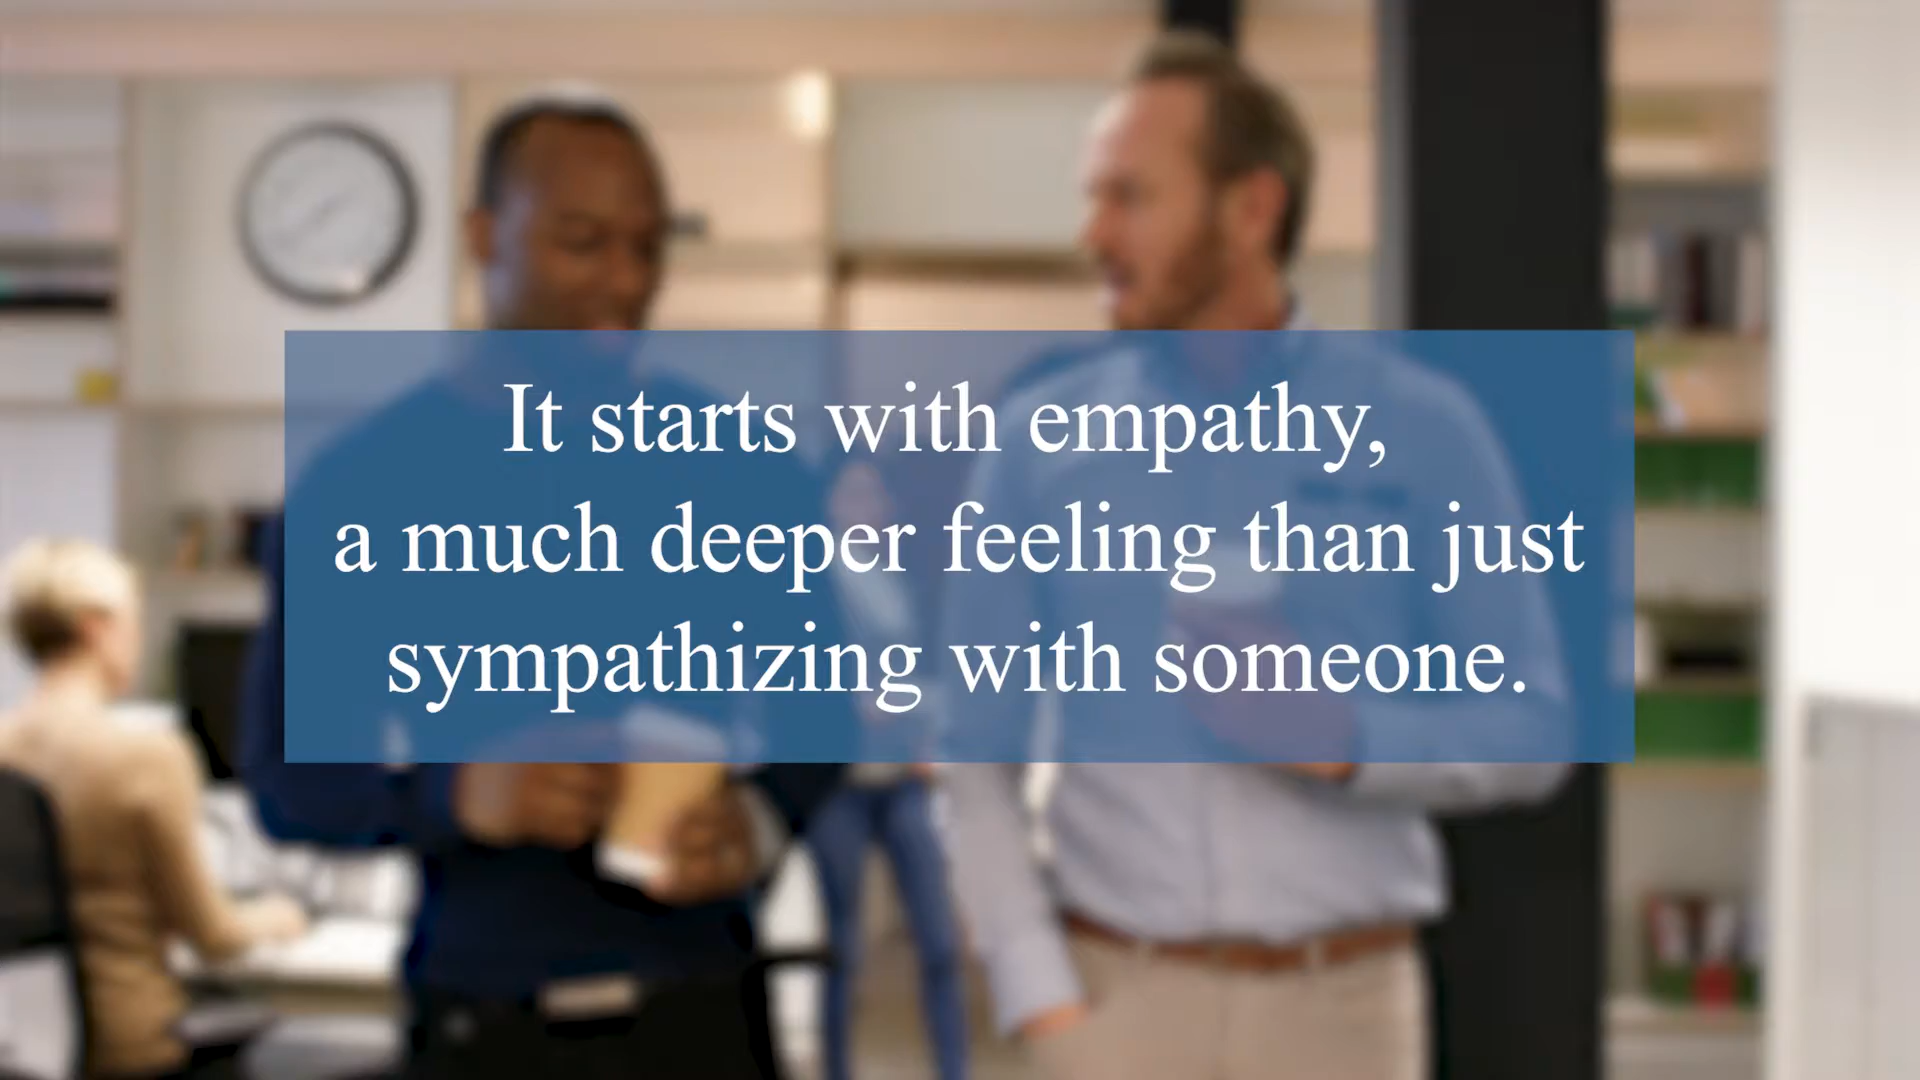 It starts with empathy,
a much deeper feeling than just
sympathizing with someone.